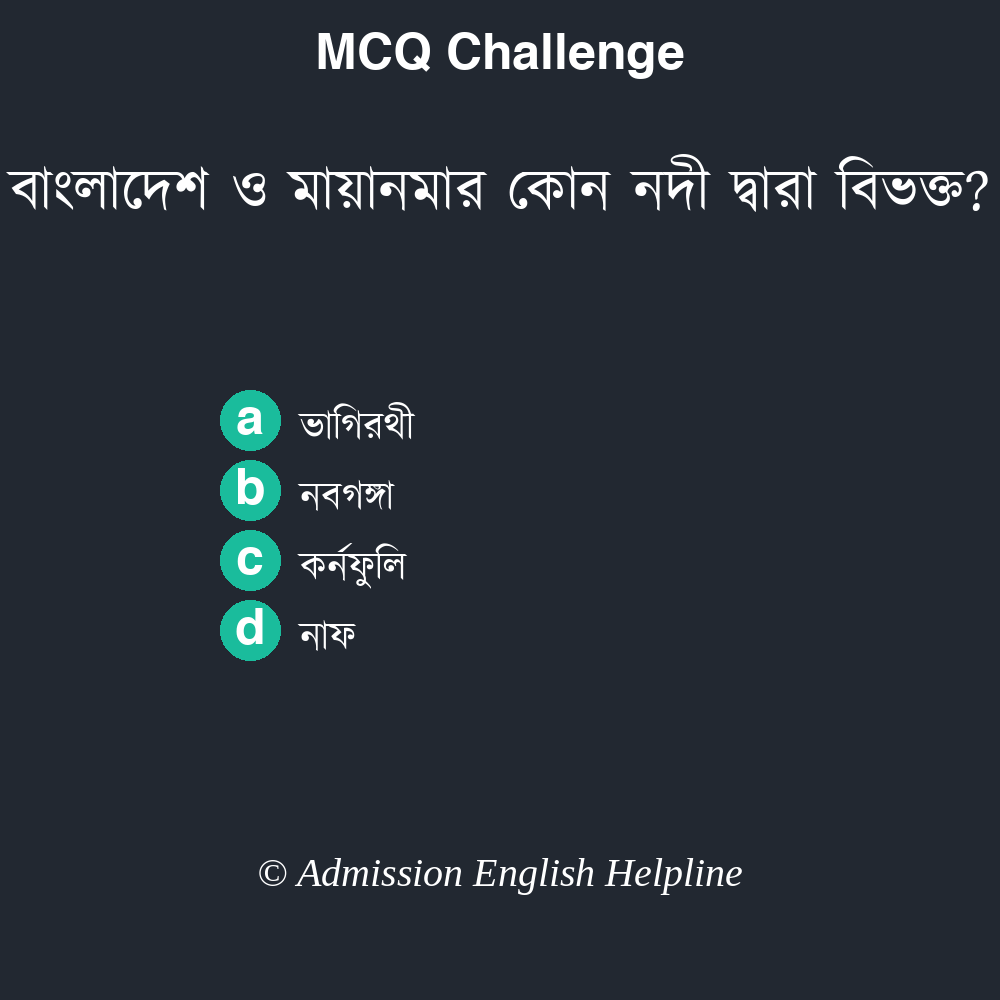 MCQ Challenge
বাংলাদেশ ও মায়ানমার কোন নদী দ্বারা বিভক্ত?
a ভাগিরথী
b নবগঙ্গা
c কর্নফুলি
d নাফ
© Admission English Helpline